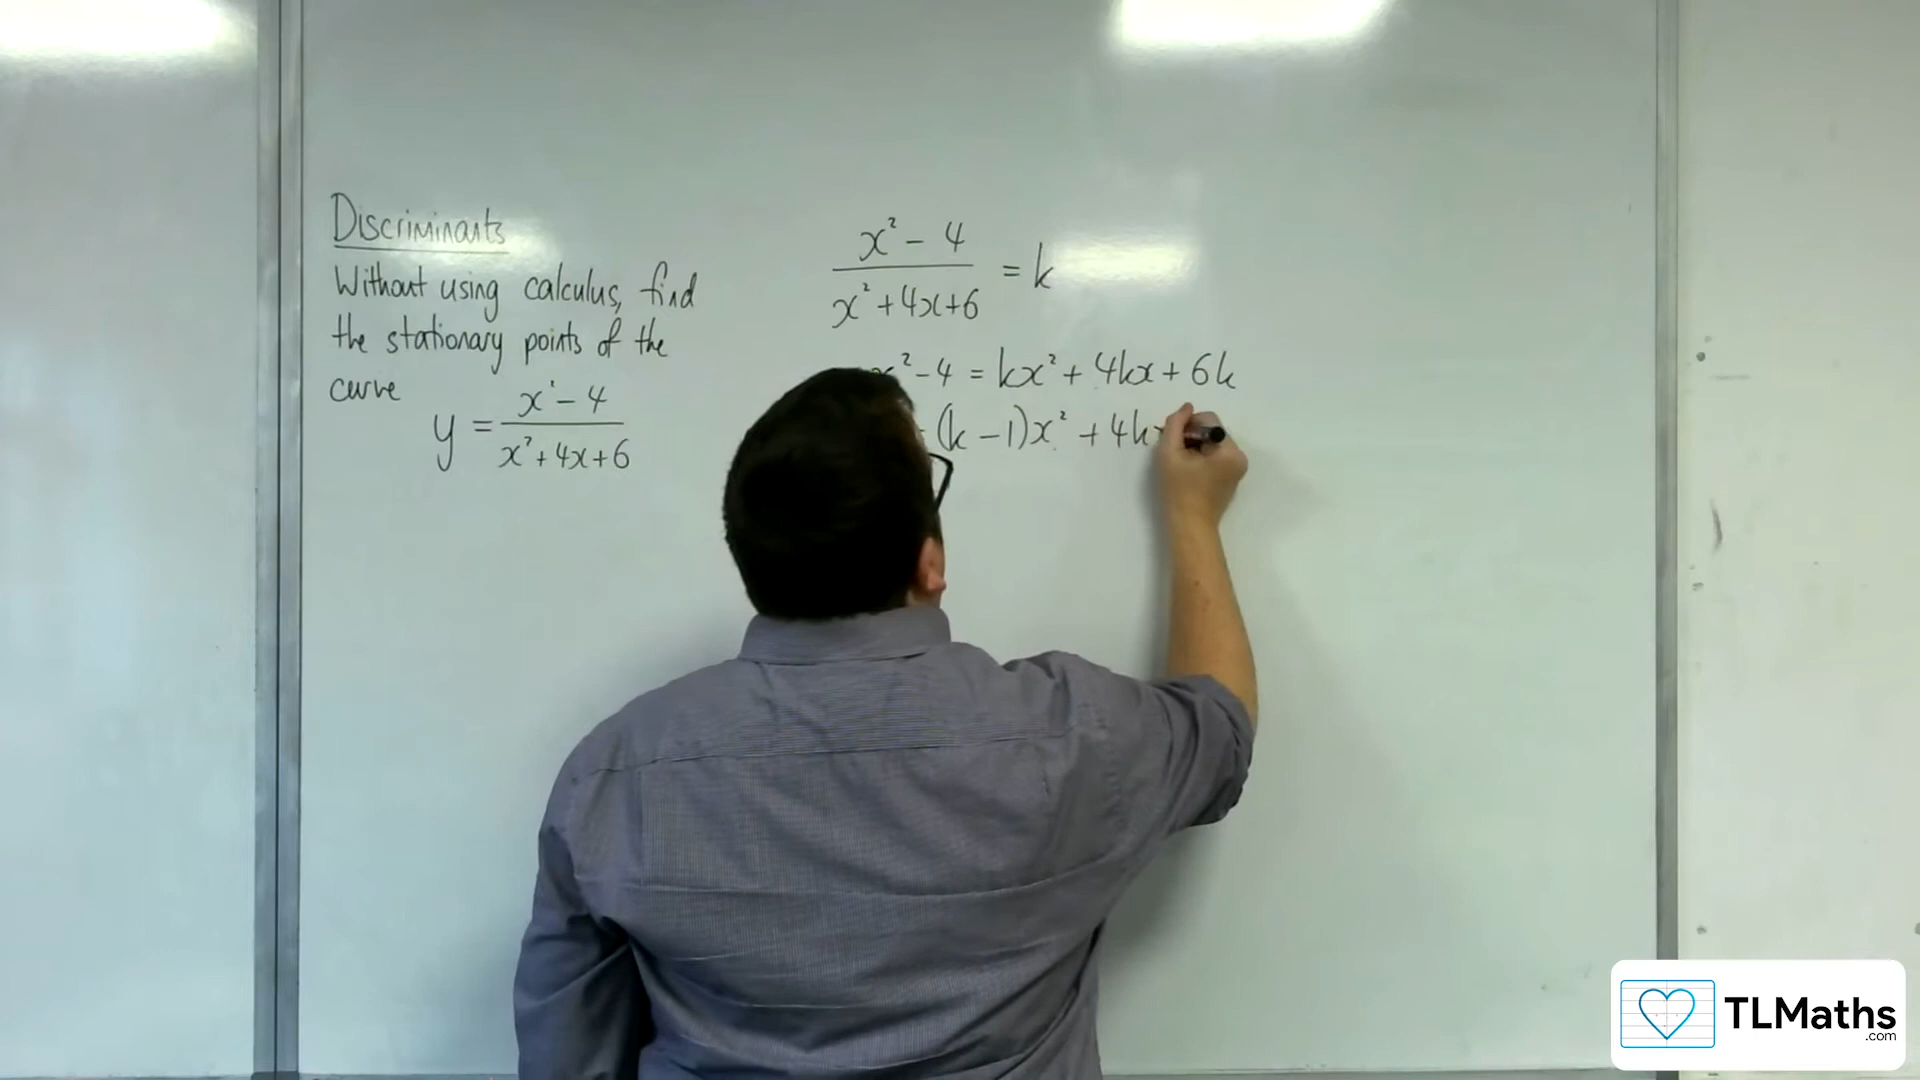 Discriminants
Without using calculus, find
the stationary points of the
curve
y = (x² - 4)/(x² + 4x + 6)
(x² - 4)/(x² + 4x + 6) = k
x² - 4 = kx² + 4kx + 6k
(k - 1)x² + 4kx
TLMaths
.com